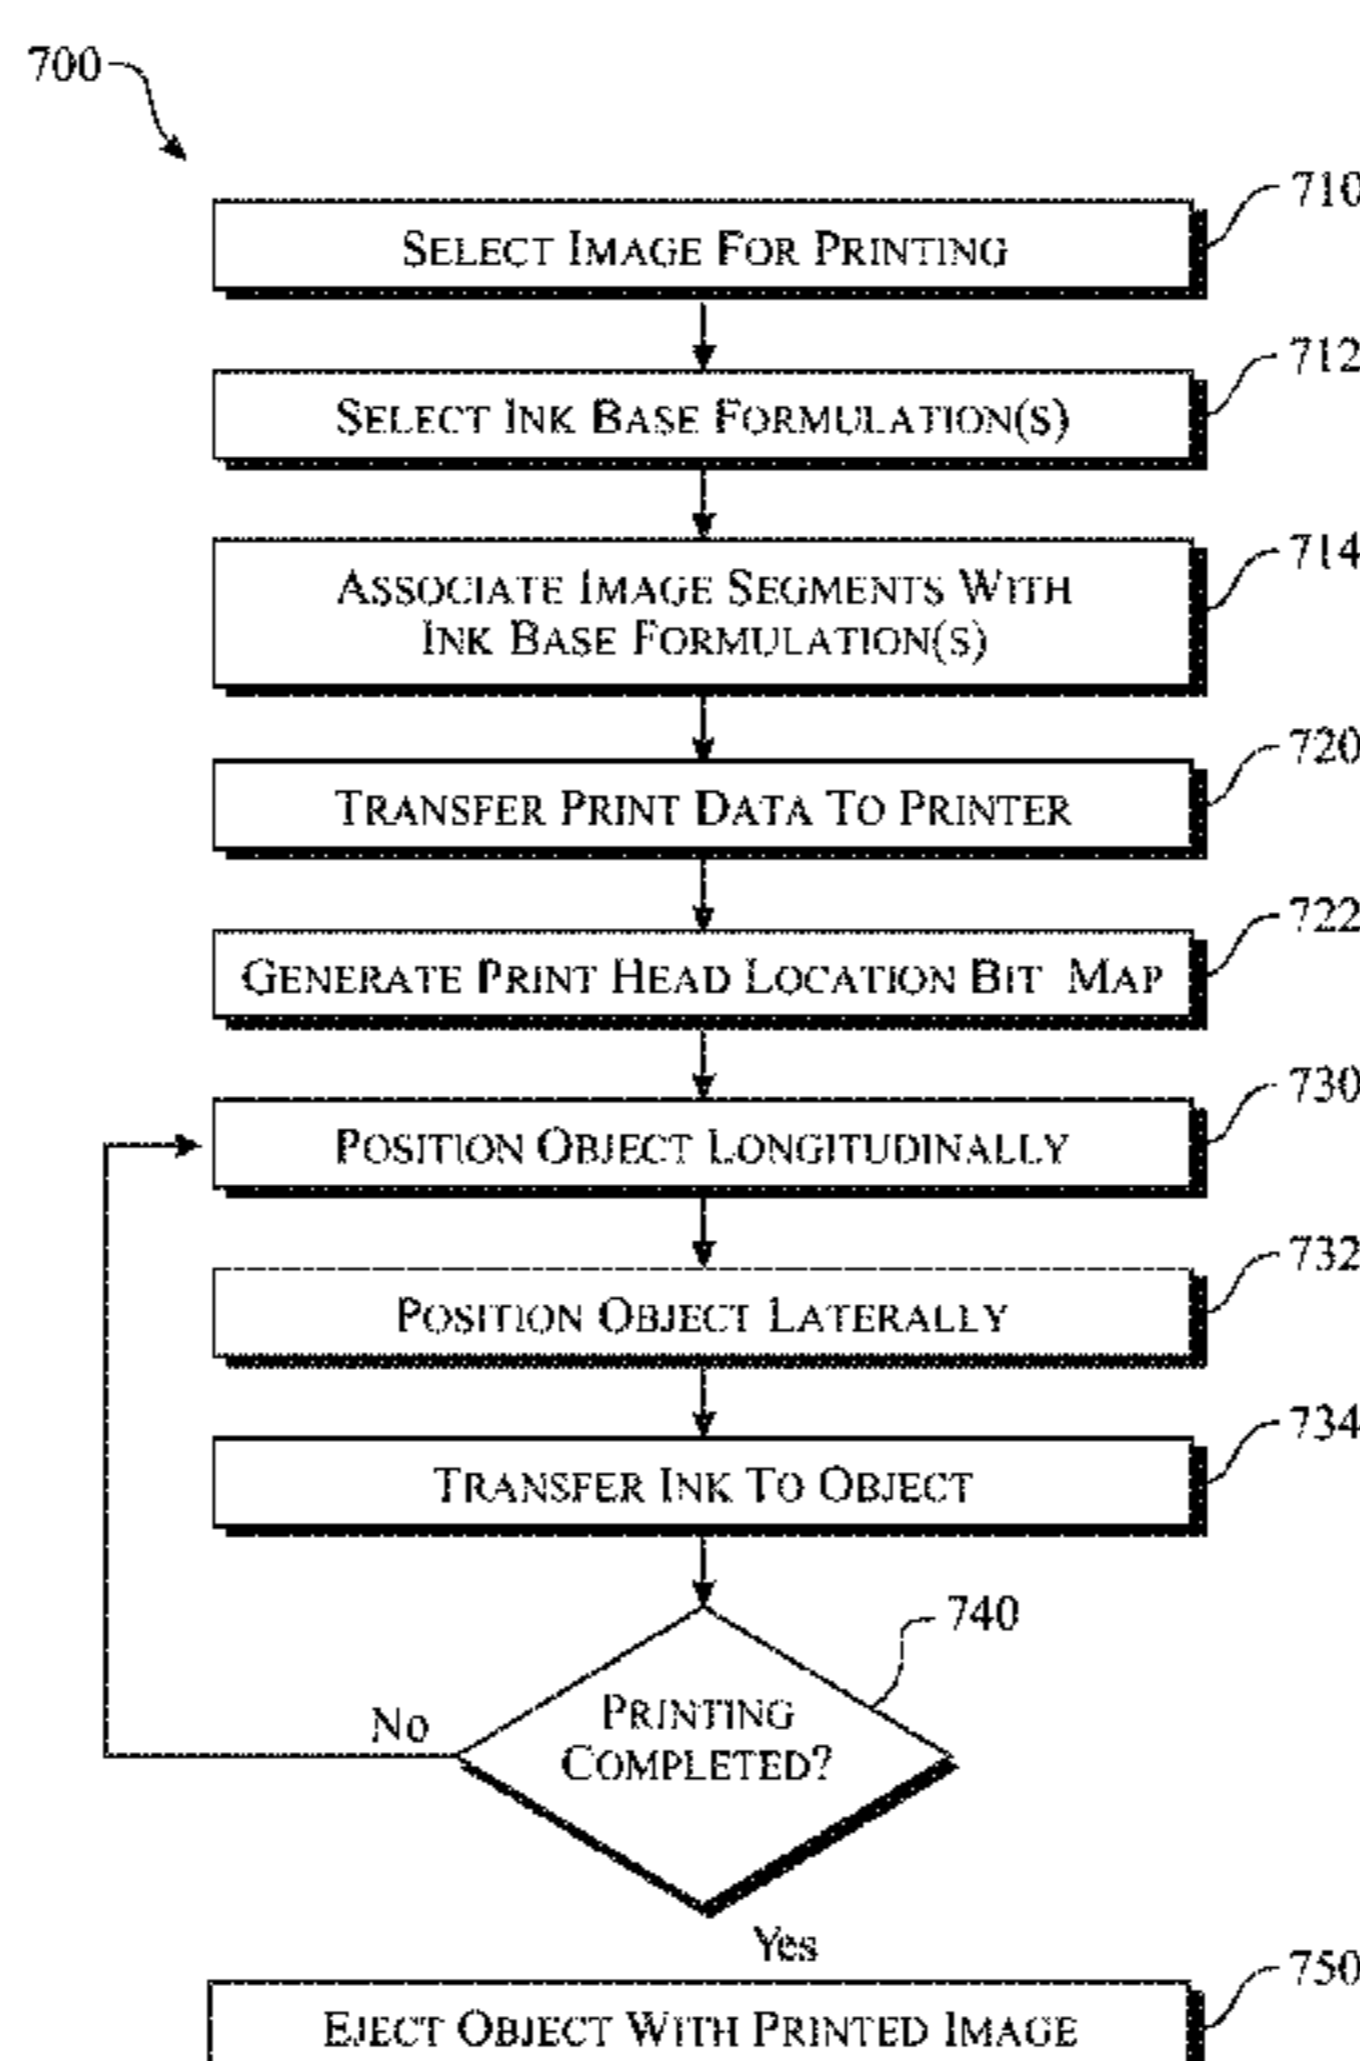 700
710
SELECT IMAGE FOR PRINTING
712
SELECT INK BASE FORMULATION(S)
714
ASSOCIATE IMAGE SEGMENTS WITH
INK BASE FORMULATION(S)
720
TRANSFER PRINT DATA TO PRINTER
722
GENERATE PRINT HEAD LOCATION BIT MAP
730
POSITION OBJECT LONGITUDINALLY
732
POSITION OBJECT LATERALLY
734
TRANSFER INK TO OBJECT
740
PRINTING
COMPLETED?
No
Yes
750
EJECT OBJECT WITH PRINTED IMAGE